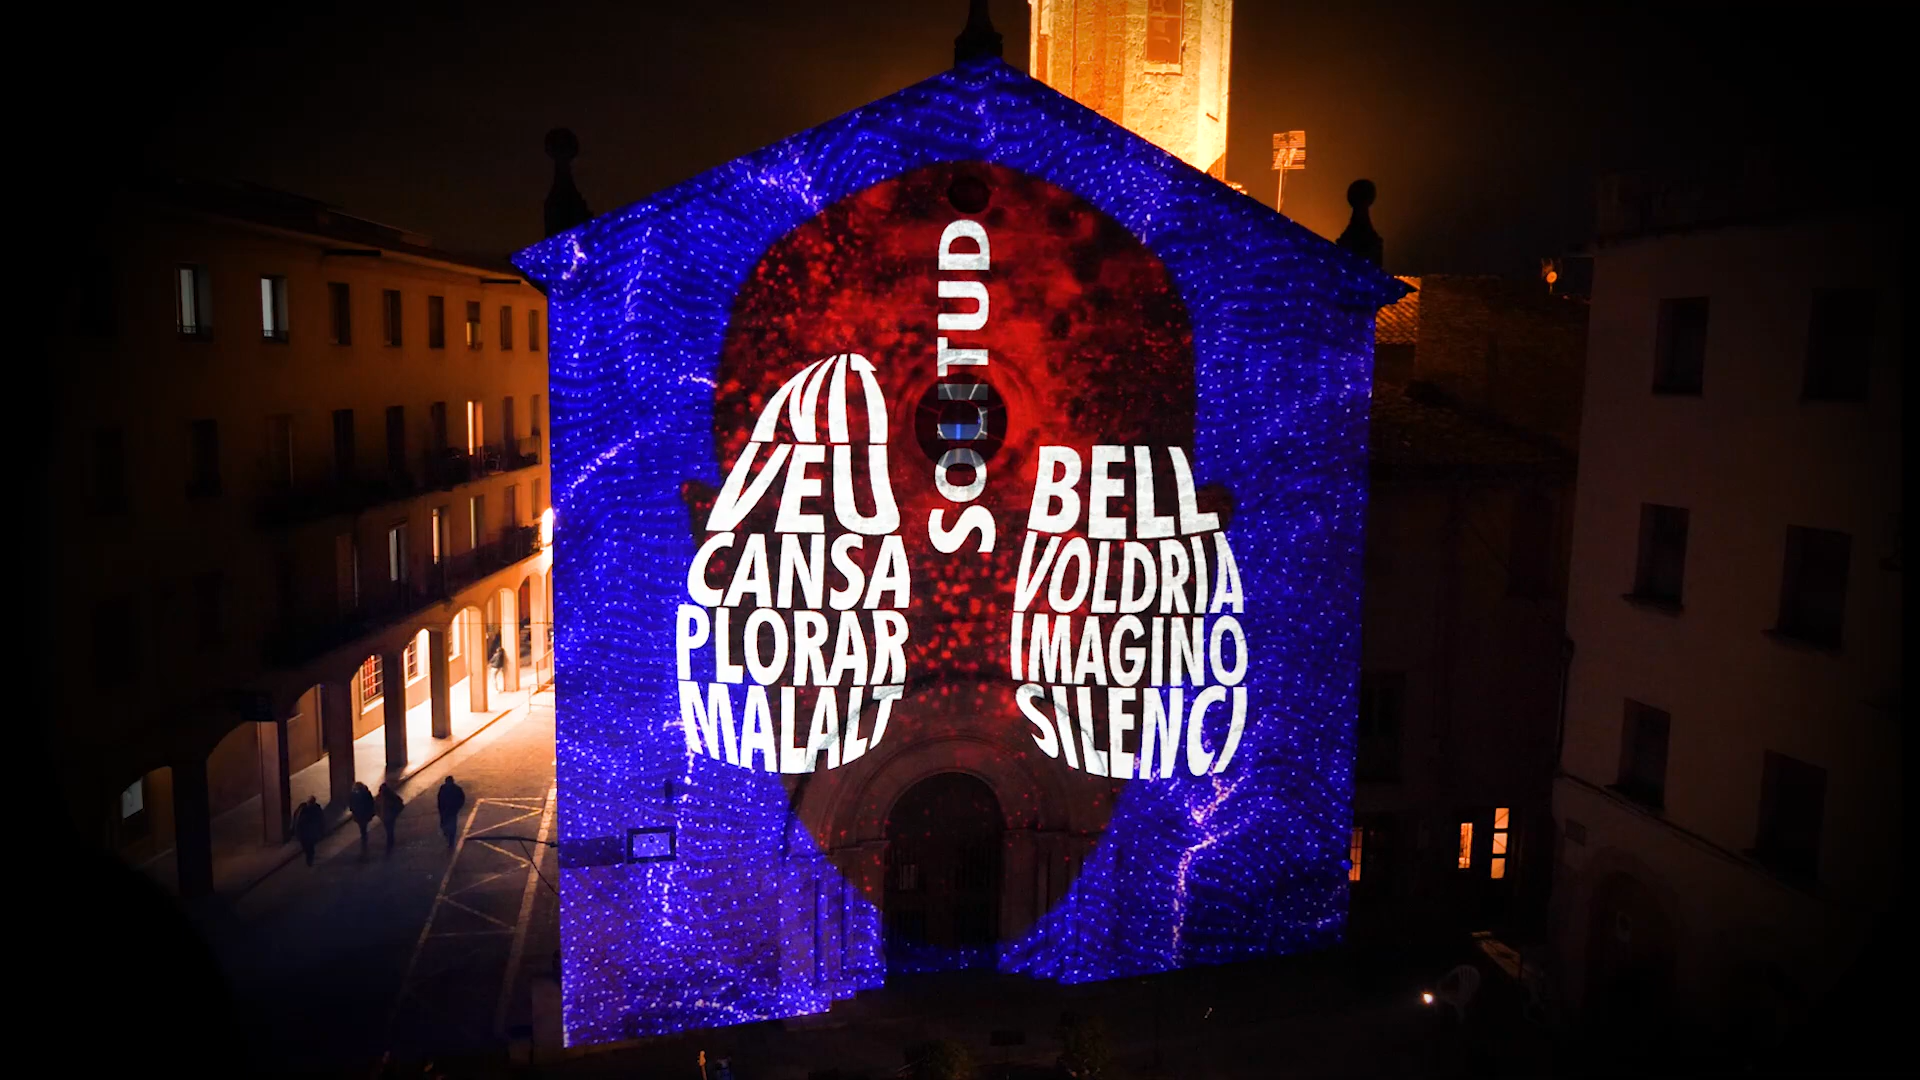 NIT
VEU
CANSA
PLORAR
MALALT
SOLITUD
BELL
VOLDRIA
IMAGINO
SILENCI